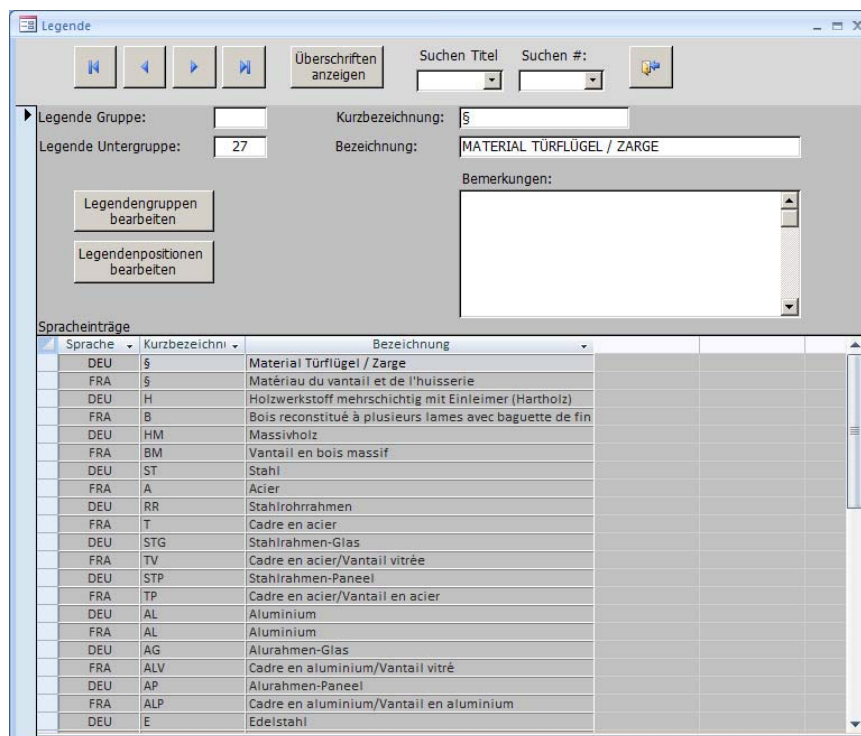 Legende
Überschriften anzeigen
Suchen Titel Suchen #:
Legende Gruppe: Kurzbezeichnung: §
Legende Untergruppe: 27 Bezeichnung: MATERIAL TÜRFLÜGEL / ZARGE
Bemerkungen:
Legendengruppen bearbeiten
Legendenpositionen bearbeiten
Spracheinträge
Sprache Kurzbezeichnu Bezeichnung
DEU § Material Türflügel / Zarge
FRA § Matériau du vantail et de l'huisserie
DEU H Holzwerkstoff mehrschichtig mit Einleimer (Hartholz)
FRA B Bois reconstitué à plusieurs lames avec baguette de fin
DEU HM Massivholz
FRA BM Vantail en bois massif
DEU ST Stahl
FRA A Acier
DEU RR Stahlrohrrahmen
FRA T Cadre en acier
DEU STG Stahlrahmen-Glas
FRA TV Cadre en acier/Vantail vitrée
DEU STP Stahlrahmen-Paneel
FRA TP Cadre en acier/Vantail en acier
DEU AL Aluminium
FRA AL Aluminium
DEU AG Alurahmen-Glas
FRA ALV Cadre en aluminium/Vantail vitré
DEU AP Alurahmen-Paneel
FRA ALP Cadre en aluminium/Vantail en aluminium
DEU E Edelstahl